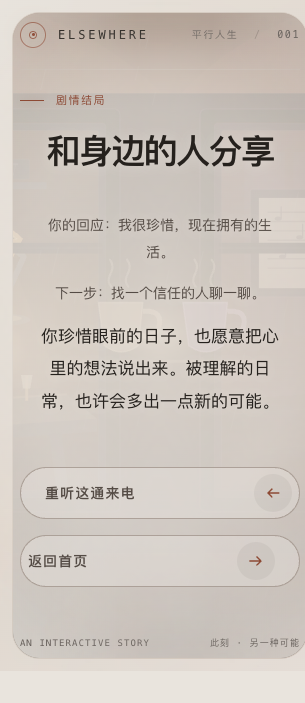 ELSEWHERE 平行人生 / 001
剧情结局
和身边的人分享
你的回应：我很珍惜，现在拥有的生
活。
下一步：找一个信任的人聊一聊。
你珍惜眼前的日子，也愿意把心
里的想法说出来。被理解的日
常，也许会多出一点新的可能。
重听这通来电 ←
返回首页 →
AN INTERACTIVE STORY 此刻 · 另一种可能